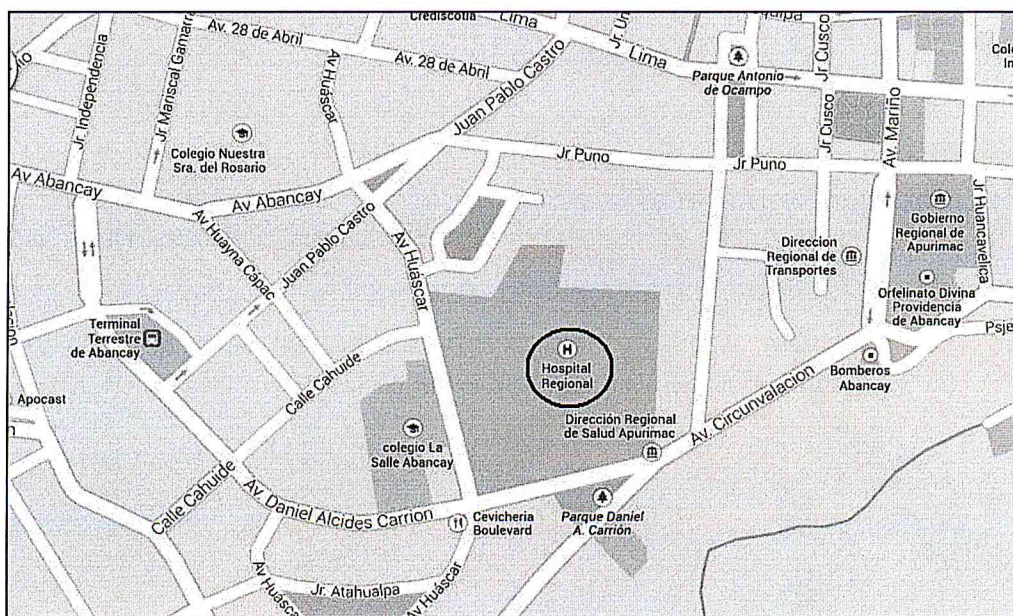 Crediscotia
Lima
Jr. Lima
Av. 28 de Abril
Av. 28 de Abril
Jr. Independencia
Jr Mariscal Gamarra
Av Huáscar
Juan Pablo Castro
Parque Antonio
de Ocampo
Jr Cusco
Jr Cusco
Av. Mariño
Colegio Nuestra
Sra. del Rosario
Jr Puno
Jr Puno
Av Abancay
Av Abancay
Av Huayna Capac
Juan Pablo Castro
Av Huáscar
Jr Huancavelica
Gobierno
Regional de
Apurimac
Direccion
Regional de
Transportes
Orfelinato Divina
Providencia
de Abancay
Psje
Terminal
Terrestre
de Abancay
H
Hospital
Regional
Bomberos
Abancay
Calle Cahuide
Apocast
Av. Circunvalacion
Dirección Regional
de Salud Apurimac
colegio La
Salle Abancay
Calle Cahuide
Av. Daniel Alcides Carrion
Cevicheria
Boulevard
Parque Daniel
A. Carrión
Jr. Atahualpa
Av Huáscar
Av Huáscar